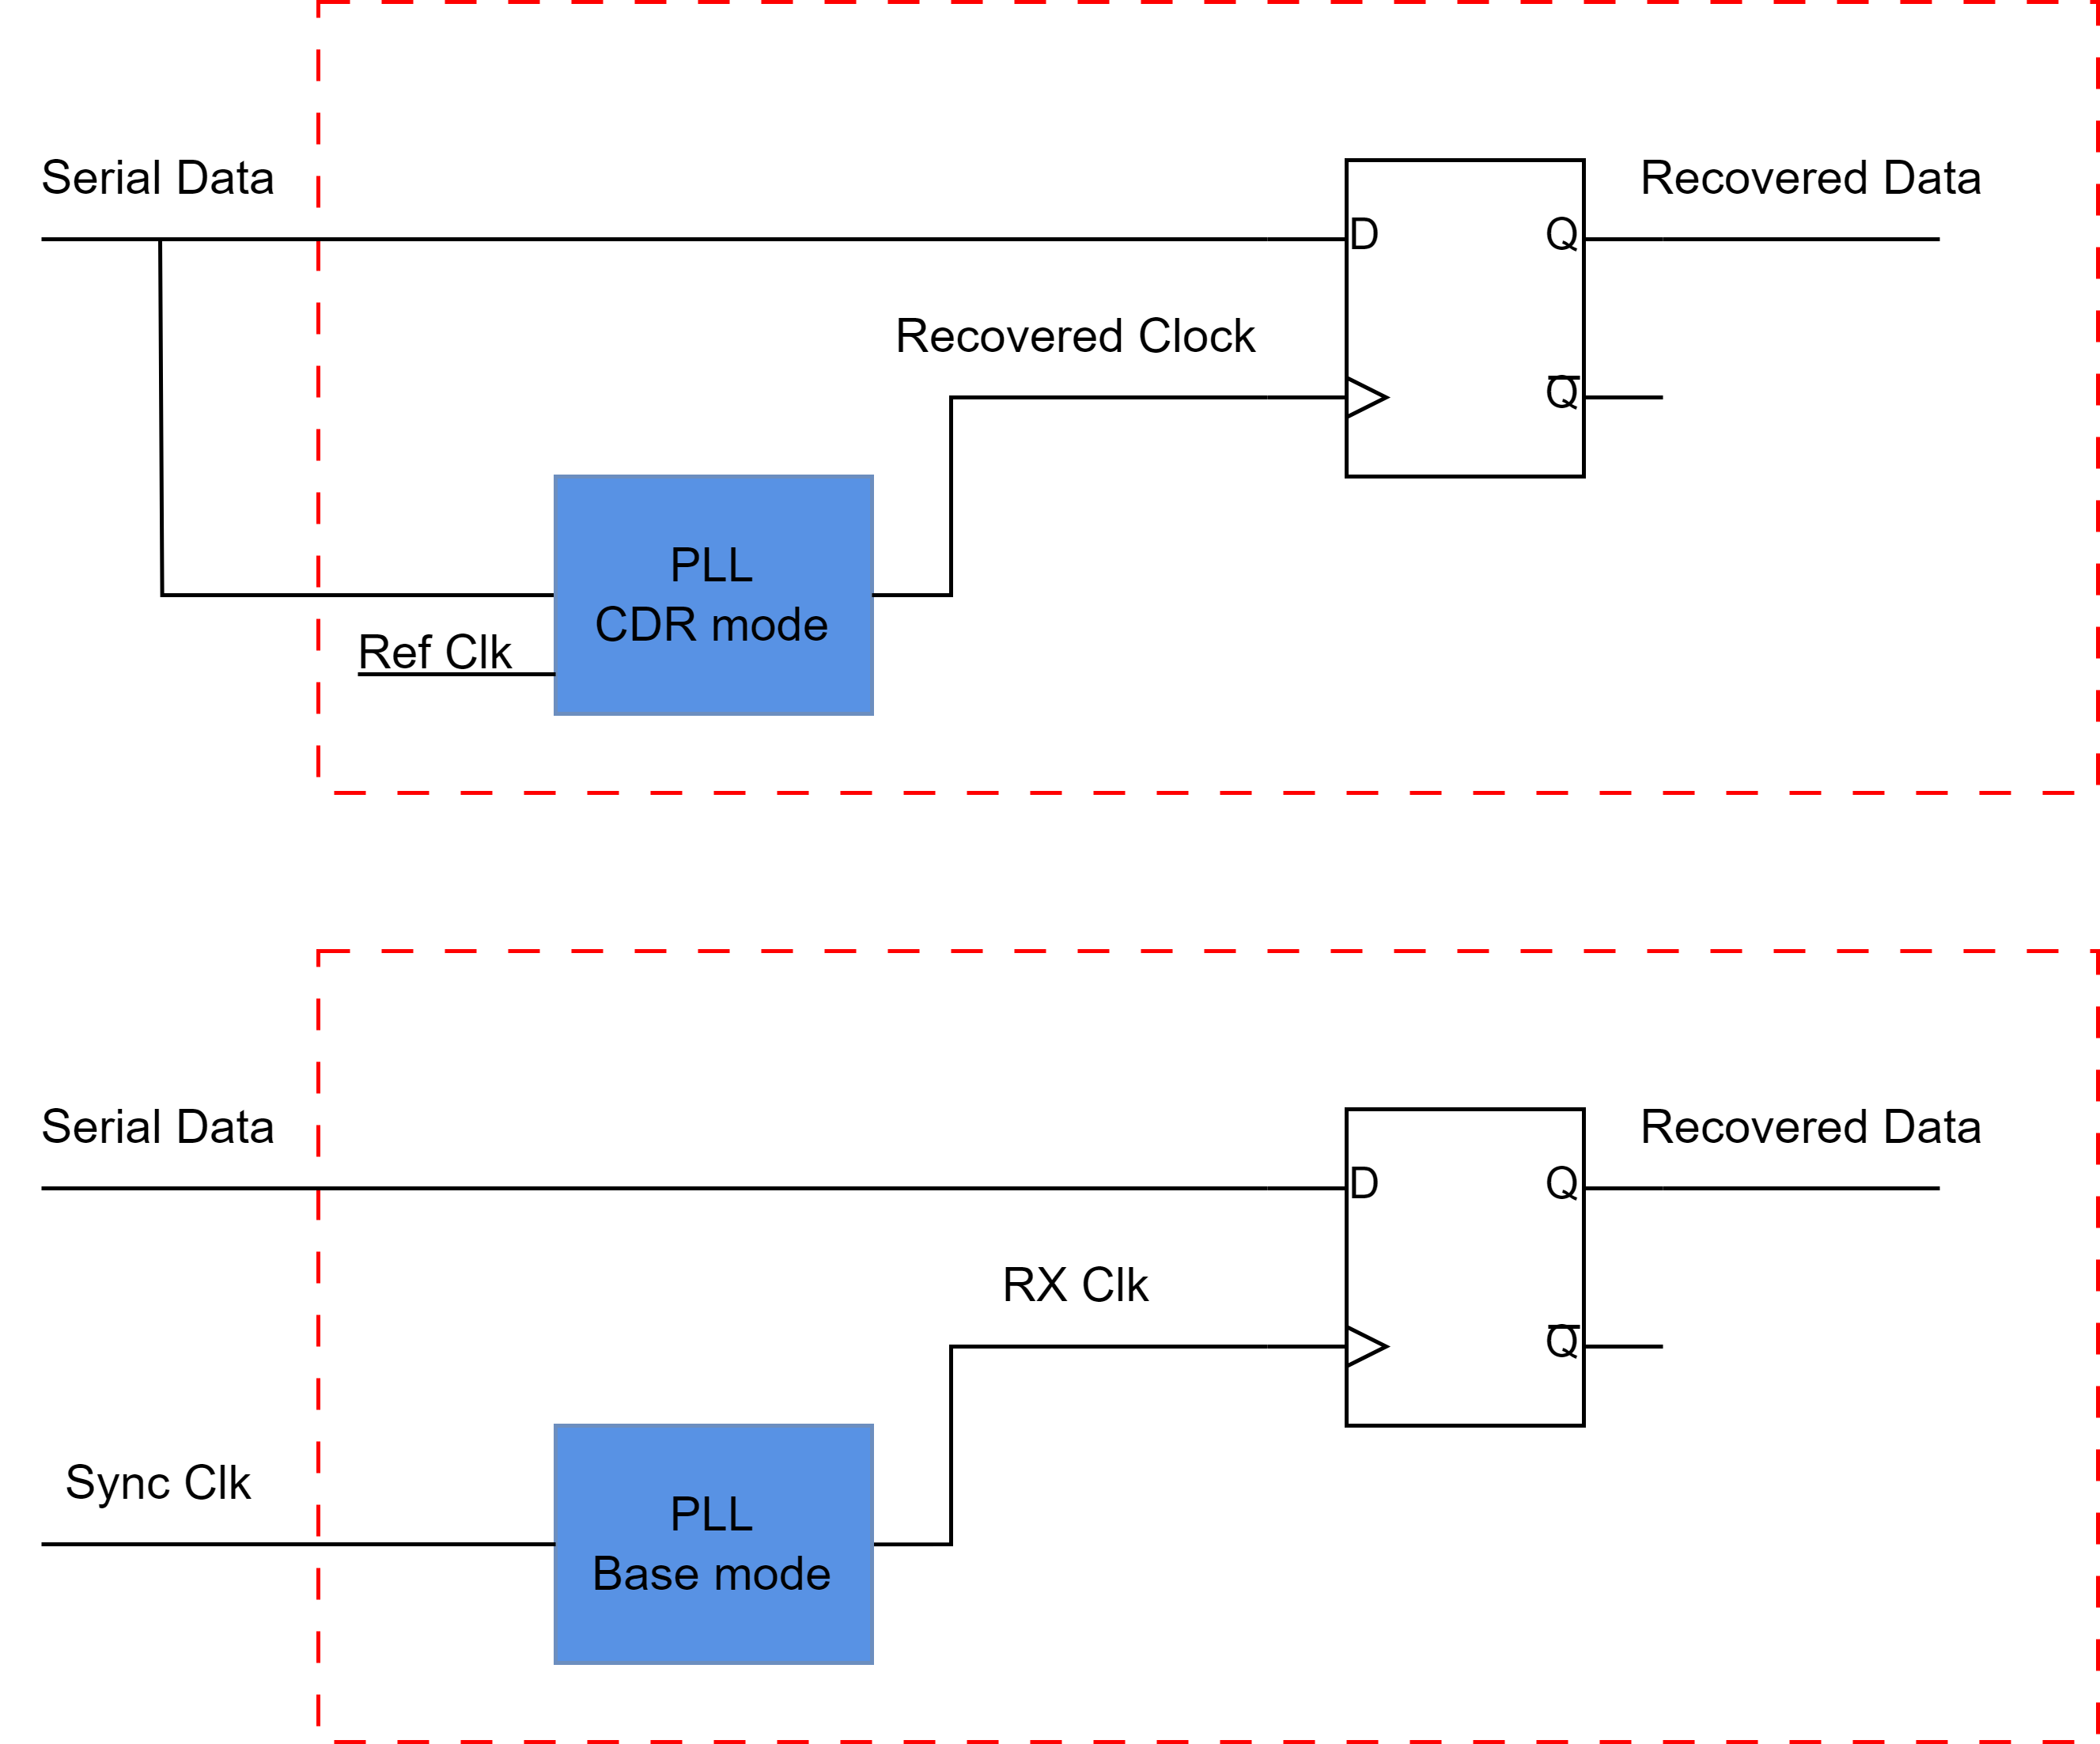 Serial Data
Recovered Data
D
Q
Recovered Clock
Q
PLL
CDR mode
Ref Clk
Serial Data
Recovered Data
D
Q
RX Clk
Q
Sync Clk
PLL
Base mode